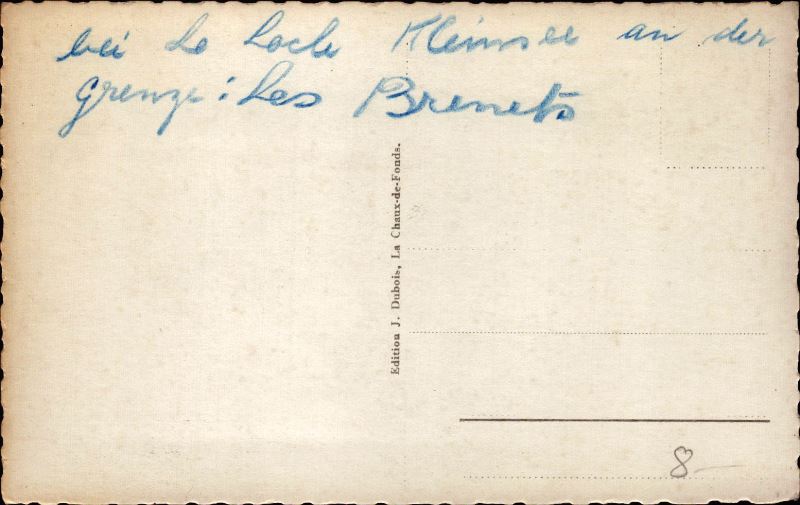 bei Le Locle Kleinsee an der
Grenze: Les Brenets
Edition J. Dubois, La Chaux-de-Fonds.
8-